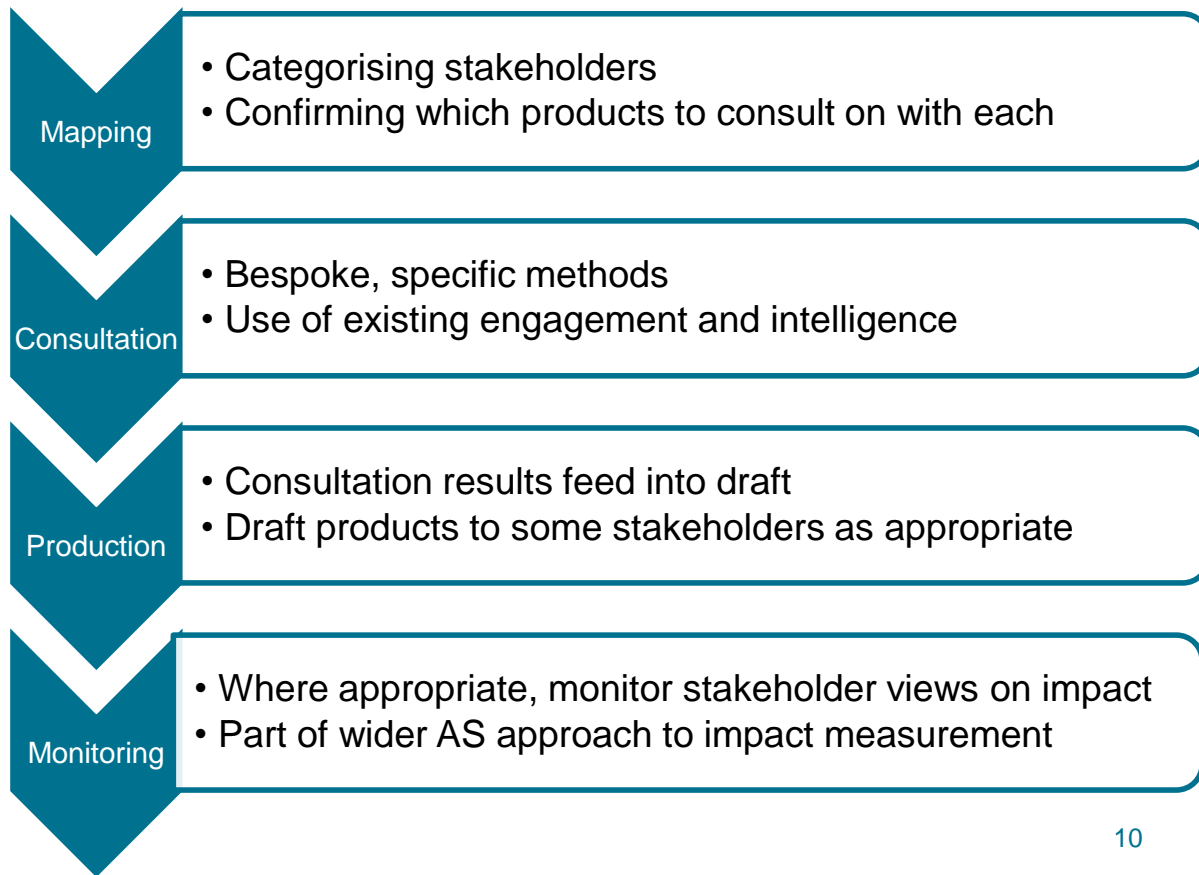 Mapping
• Categorising stakeholders
• Confirming which products to consult on with each
Consultation
• Bespoke, specific methods
• Use of existing engagement and intelligence
Production
• Consultation results feed into draft
• Draft products to some stakeholders as appropriate
Monitoring
• Where appropriate, monitor stakeholder views on impact
• Part of wider AS approach to impact measurement
10